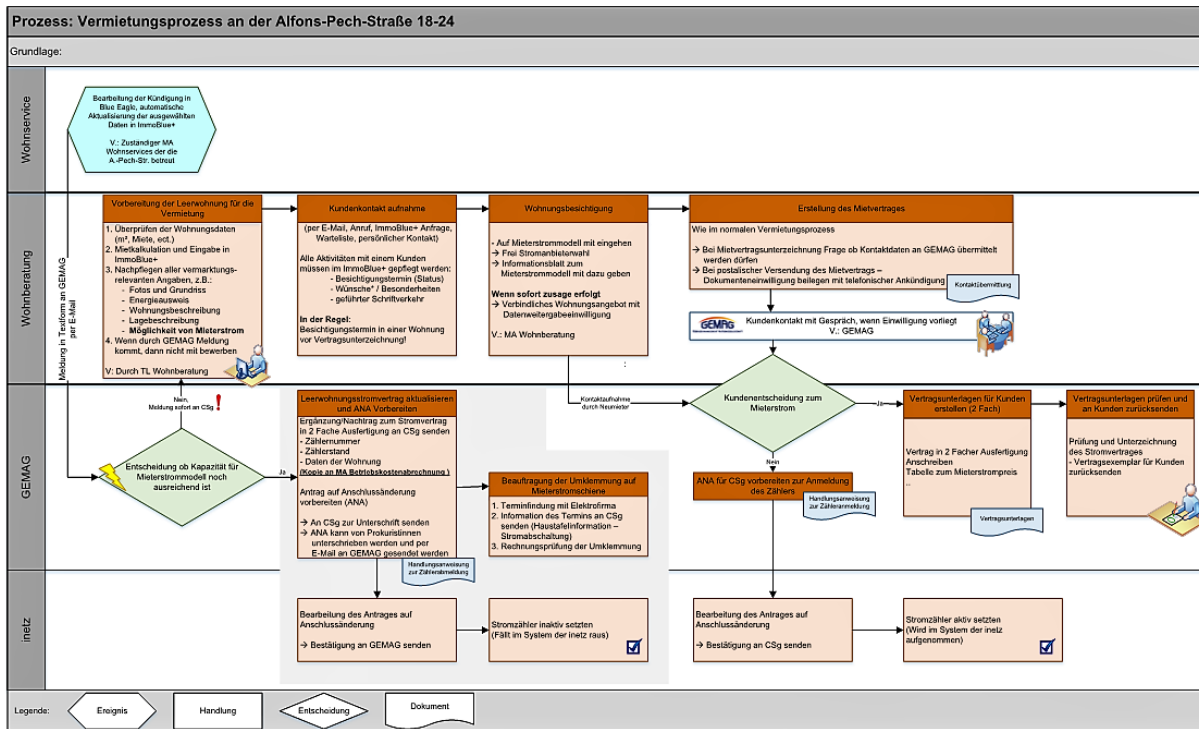 Prozess: Vermietungsprozess an der Alfons-Pech-Straße 18-24
Grundlage:
Wohnservice
Bearbeitung der Kündigung in
Blue Eagle, automatische
Aktualisierung der ausgewählten
Daten in ImmoBlue+
V.: Zuständiger MA
Wohnservices der die
A.-Pech-Str. betreut
Meldung in Textform an GEMAG
per E-Mail
Wohnberatung
Vorbereitung der Leerwohnung für die
Vermietung
1. Überprüfen der Wohnungsdaten
(m², Miete, ect.)
2. Mietkalkulation und Eingabe in
ImmoBlue+
3. Nachpflegen aller vermarktungs-
relevanten Angaben, z.B.:
- Fotos und Grundriss
- Energieausweis
- Wohnungsbeschreibung
- Lagebeschreibung
- Möglichkeit von Mieterstrom
4. Wenn durch GEMAG Meldung
kommt, dann nicht mit bewerben
V: Durch TL Wohnberatung
Kundenkontakt aufnahme
(per E-Mail, Anruf, ImmoBlue+ Anfrage,
Warteliste, persönlicher Kontakt)
Alle Aktivitäten mit einem Kunden
müssen im ImmoBlue+ gepflegt werden:
- Besichtigungstermin (Status)
- Wünsche* / Besonderheiten
- geführter Schriftverkehr
In der Regel:
Besichtigungstermin in einer Wohnung
vor Vertragsunterzeichnung!
Wohnungsbesichtigung
- Auf Mieterstrommodell mit eingehen
→ Frei Stromanbieterwahl
→ Informationsblatt zum
Mieterstrommodell mit dazu geben
Wenn sofort zusage erfolgt
→ Verbindliches Wohnungsangebot mit
Datenweitergabeeinwilligung
V.: MA Wohnberatung
Erstellung des Mietvertrages
Wie im normalen Vermietungsprozess
→ Bei Mietvertragsunterzeichnung Frage ob Kontaktdaten an GEMAG übermittelt
werden dürfen
→ Bei postalischer Versendung des Mietvertrags –
Dokumenteneinwilligung beilegen mit telefonischer Ankündigung
Kontaktübermittlung
GEMAG
Kundenkontakt mit Gespräch, wenn Einwilligung vorliegt
V.: GEMAG
:
Kontaktaufnahme
durch Neumieter
Kundenentscheidung zum
Mieterstrom
Ja
Nein
GEMAG
Nein,
Meldung sofort an CSg
!
Entscheidung ob Kapazität für
Mieterstrommodell noch
ausreichend ist
Ja
Leerwohnungsstromvertrag aktualisieren
und ANA Vorbereiten
Ergänzung/Nachtrag zum Stromvertrag
in 2 Fache Ausfertigung an CSg senden
- Zählernummer
- Zählerstand
- Daten der Wohnung
(Kopie an MA Betriebskostenabrechnung )
Antrag auf Anschlussänderung
vorbereiten (ANA)
→ An CSg zur Unterschrift senden
→ ANA kann von Prokuristinnen
unterschrieben werden und per
E-Mail an GEMAG gesendet werden
Handlungsanweisung
zur Zählerabmeldung
Beauftragung der Umklemmung auf
Mieterstromschiene
1. Terminfindung mit Elektrofirma
2. Information des Termins an CSg
senden (Haustafelinformation –
Stromabschaltung)
3. Rechnungsprüfung der Umklemmung
ANA für CSg vorbereiten zur Anmeldung
des Zählers
Handlungsanweisung
zur Zähleranmeldung
Vertragsunterlagen für Kunden
erstellen (2 Fach)
Vertrag in 2 Facher Ausfertigung
Anschreiben
Tabelle zum Mieterstrompreis
..
Vertragsunterlagen
Vertragsunterlagen prüfen und
an Kunden zurücksenden
Prüfung und Unterzeichnung
des Stromvertrages
- Vertragsexemplar für Kunden
zurücksenden
inetz
Bearbeitung des Antrages auf
Anschlussänderung
→ Bestätigung an GEMAG senden
Stromzähler inaktiv setzten
(Fällt im System der inetz raus)
Bearbeitung des Antrages auf
Anschlussänderung
→ Bestätigung an CSg senden
Stromzähler aktiv setzten
(Wird im System der inetz
aufgenommen)
Legende:
Ereignis
Handlung
Entscheidung
Dokument